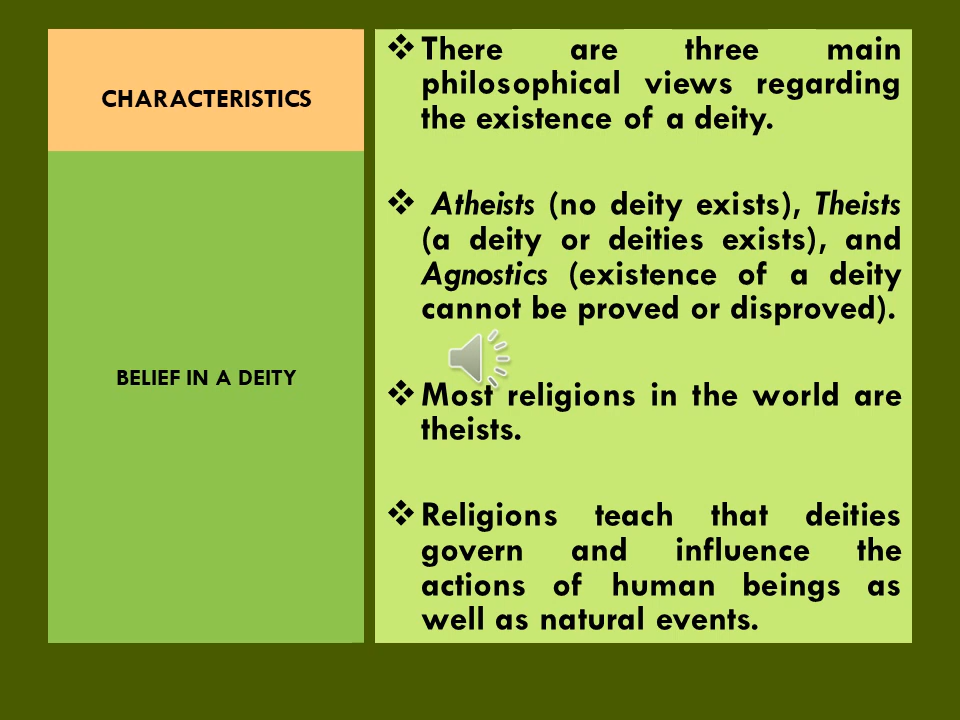 CHARACTERISTICS
BELIEF IN A DEITY
❖ There are three main
philosophical views regarding
the existence of a deity.
❖ Atheists (no deity exists), Theists
(a deity or deities exists), and
Agnostics (existence of a deity
cannot be proved or disproved).
❖ Most religions in the world are
theists.
❖ Religions teach that deities
govern and influence the
actions of human beings as
well as natural events.